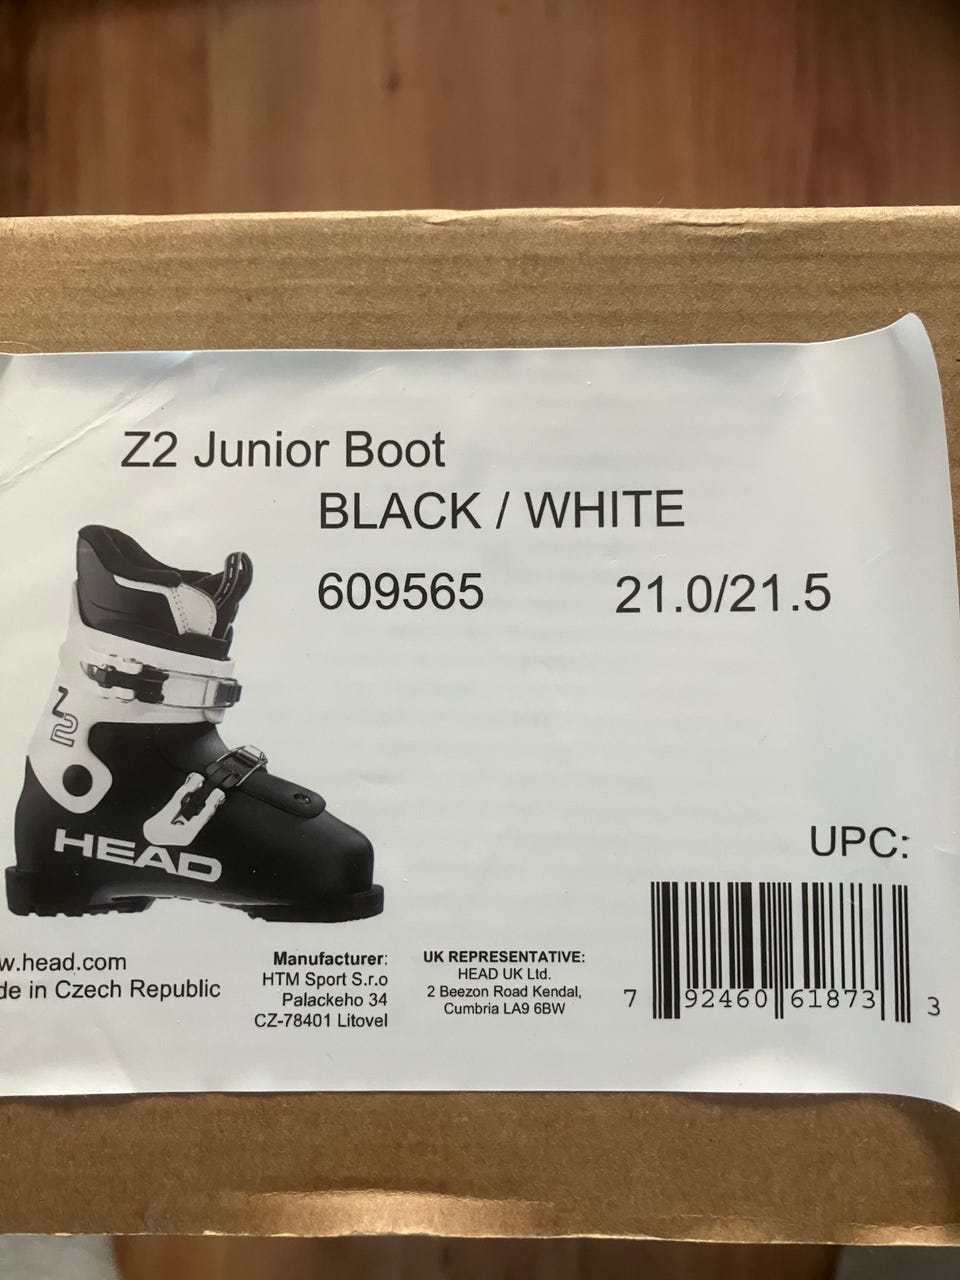 Z2 Junior Boot
BLACK / WHITE
609565 21.0/21.5
Z2
HEAD
UPC:
w.head.com
de in Czech Republic
Manufacturer:
HTM Sport S.r.o
Palackeho 34
CZ-78401 Litovel
UK REPRESENTATIVE:
HEAD UK Ltd.
2 Beezon Road Kendal,
Cumbria LA9 6BW
7 92460 61873 3